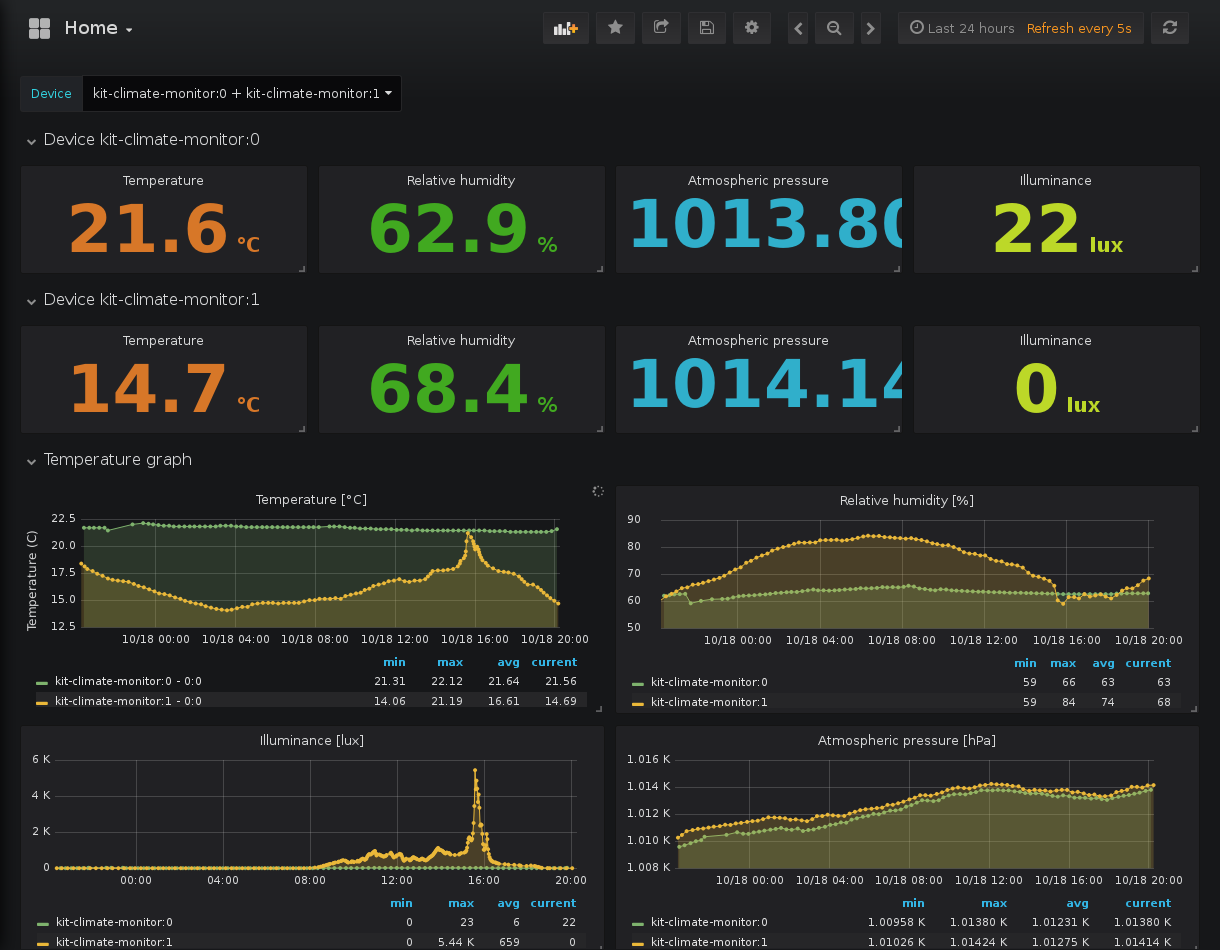 Home
Last 24 hours Refresh every 5s
Device kit-climate-monitor:0 + kit-climate-monitor:1
Device kit-climate-monitor:0
Temperature Relative humidity Atmospheric pressure Illuminance
21.6 °C 62.9 % 1013.80 22 lux
Device kit-climate-monitor:1
Temperature Relative humidity Atmospheric pressure Illuminance
14.7 °C 68.4 % 1014.14 0 lux
Temperature graph
Temperature [°C]
Temperature (C)
22.5
20.0
17.5
15.0
12.5
10/18 00:00 10/18 04:00 10/18 08:00 10/18 12:00 10/18 16:00 10/18 20:00
min max avg current
kit-climate-monitor:0 - 0:0 21.31 22.12 21.64 21.56
kit-climate-monitor:1 - 0:0 14.06 21.19 16.61 14.69
Relative humidity [%]
90
80
70
60
50
10/18 00:00 10/18 04:00 10/18 08:00 10/18 12:00 10/18 16:00 10/18 20:00
min max avg current
kit-climate-monitor:0 59 66 63 63
kit-climate-monitor:1 59 84 74 68
Illuminance [lux]
6 K
4 K
2 K
0
00:00 04:00 08:00 12:00 16:00 20:00
min max avg current
kit-climate-monitor:0 0 23 6 22
kit-climate-monitor:1 0 5.44 K 659 0
Atmospheric pressure [hPa]
1.016 K
1.014 K
1.012 K
1.010 K
1.008 K
10/18 00:00 10/18 04:00 10/18 08:00 10/18 12:00 10/18 16:00 10/18 20:00
min max avg current
kit-climate-monitor:0 1.00958 K 1.01380 K 1.01231 K 1.01380 K
kit-climate-monitor:1 1.01026 K 1.01424 K 1.01275 K 1.01414 K